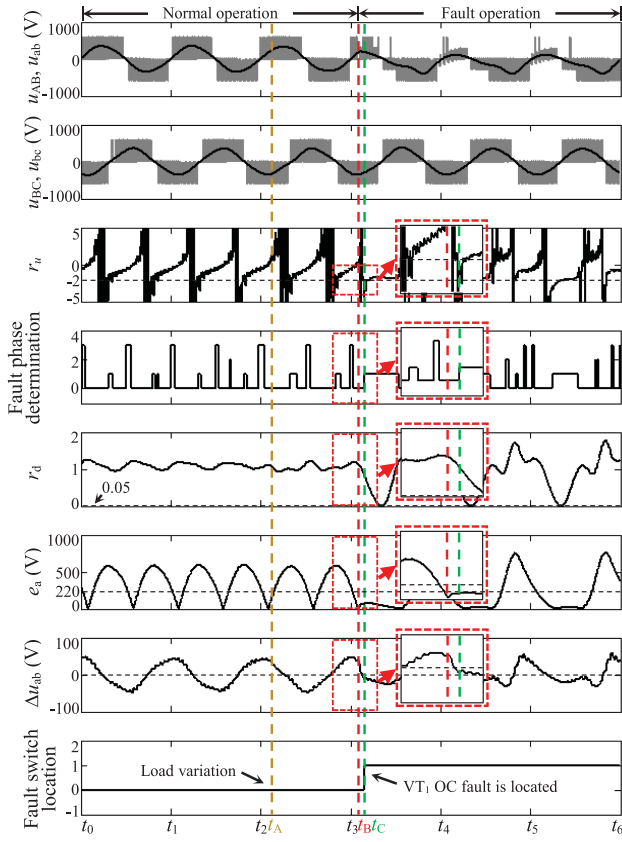 Normal operation
Fault operation
u_AB, u_ab (V)
1000
0
-1000
u_BC, u_bc (V)
1000
0
-1000
r_u
5
0
-2
-5
Fault phase
determination
4
2
0
r_d
2
1
0
0.05
e_a (V)
1000
500
220
0
Δu_ab (V)
100
0
-100
Fault switch
location
2
1
0
-1
Load variation
VT₁ OC fault is located
t₀ t₁ t₂ t_A t₃ t_B t_C t₄ t₅ t₆